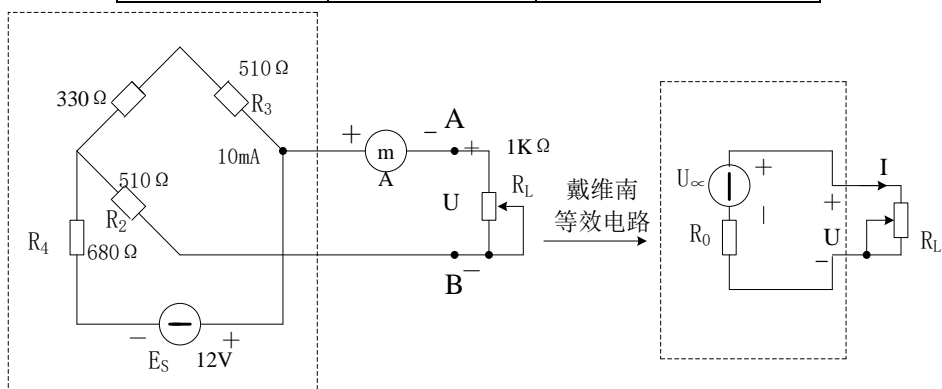 510Ω
330Ω
R3
10mA
+ m A − A
+ 1KΩ
510Ω
R2
U RL
R4 680Ω
B −
− ES 12V +
戴维南
等效电路
U∝ +
− I
+
R0 U
−
RL